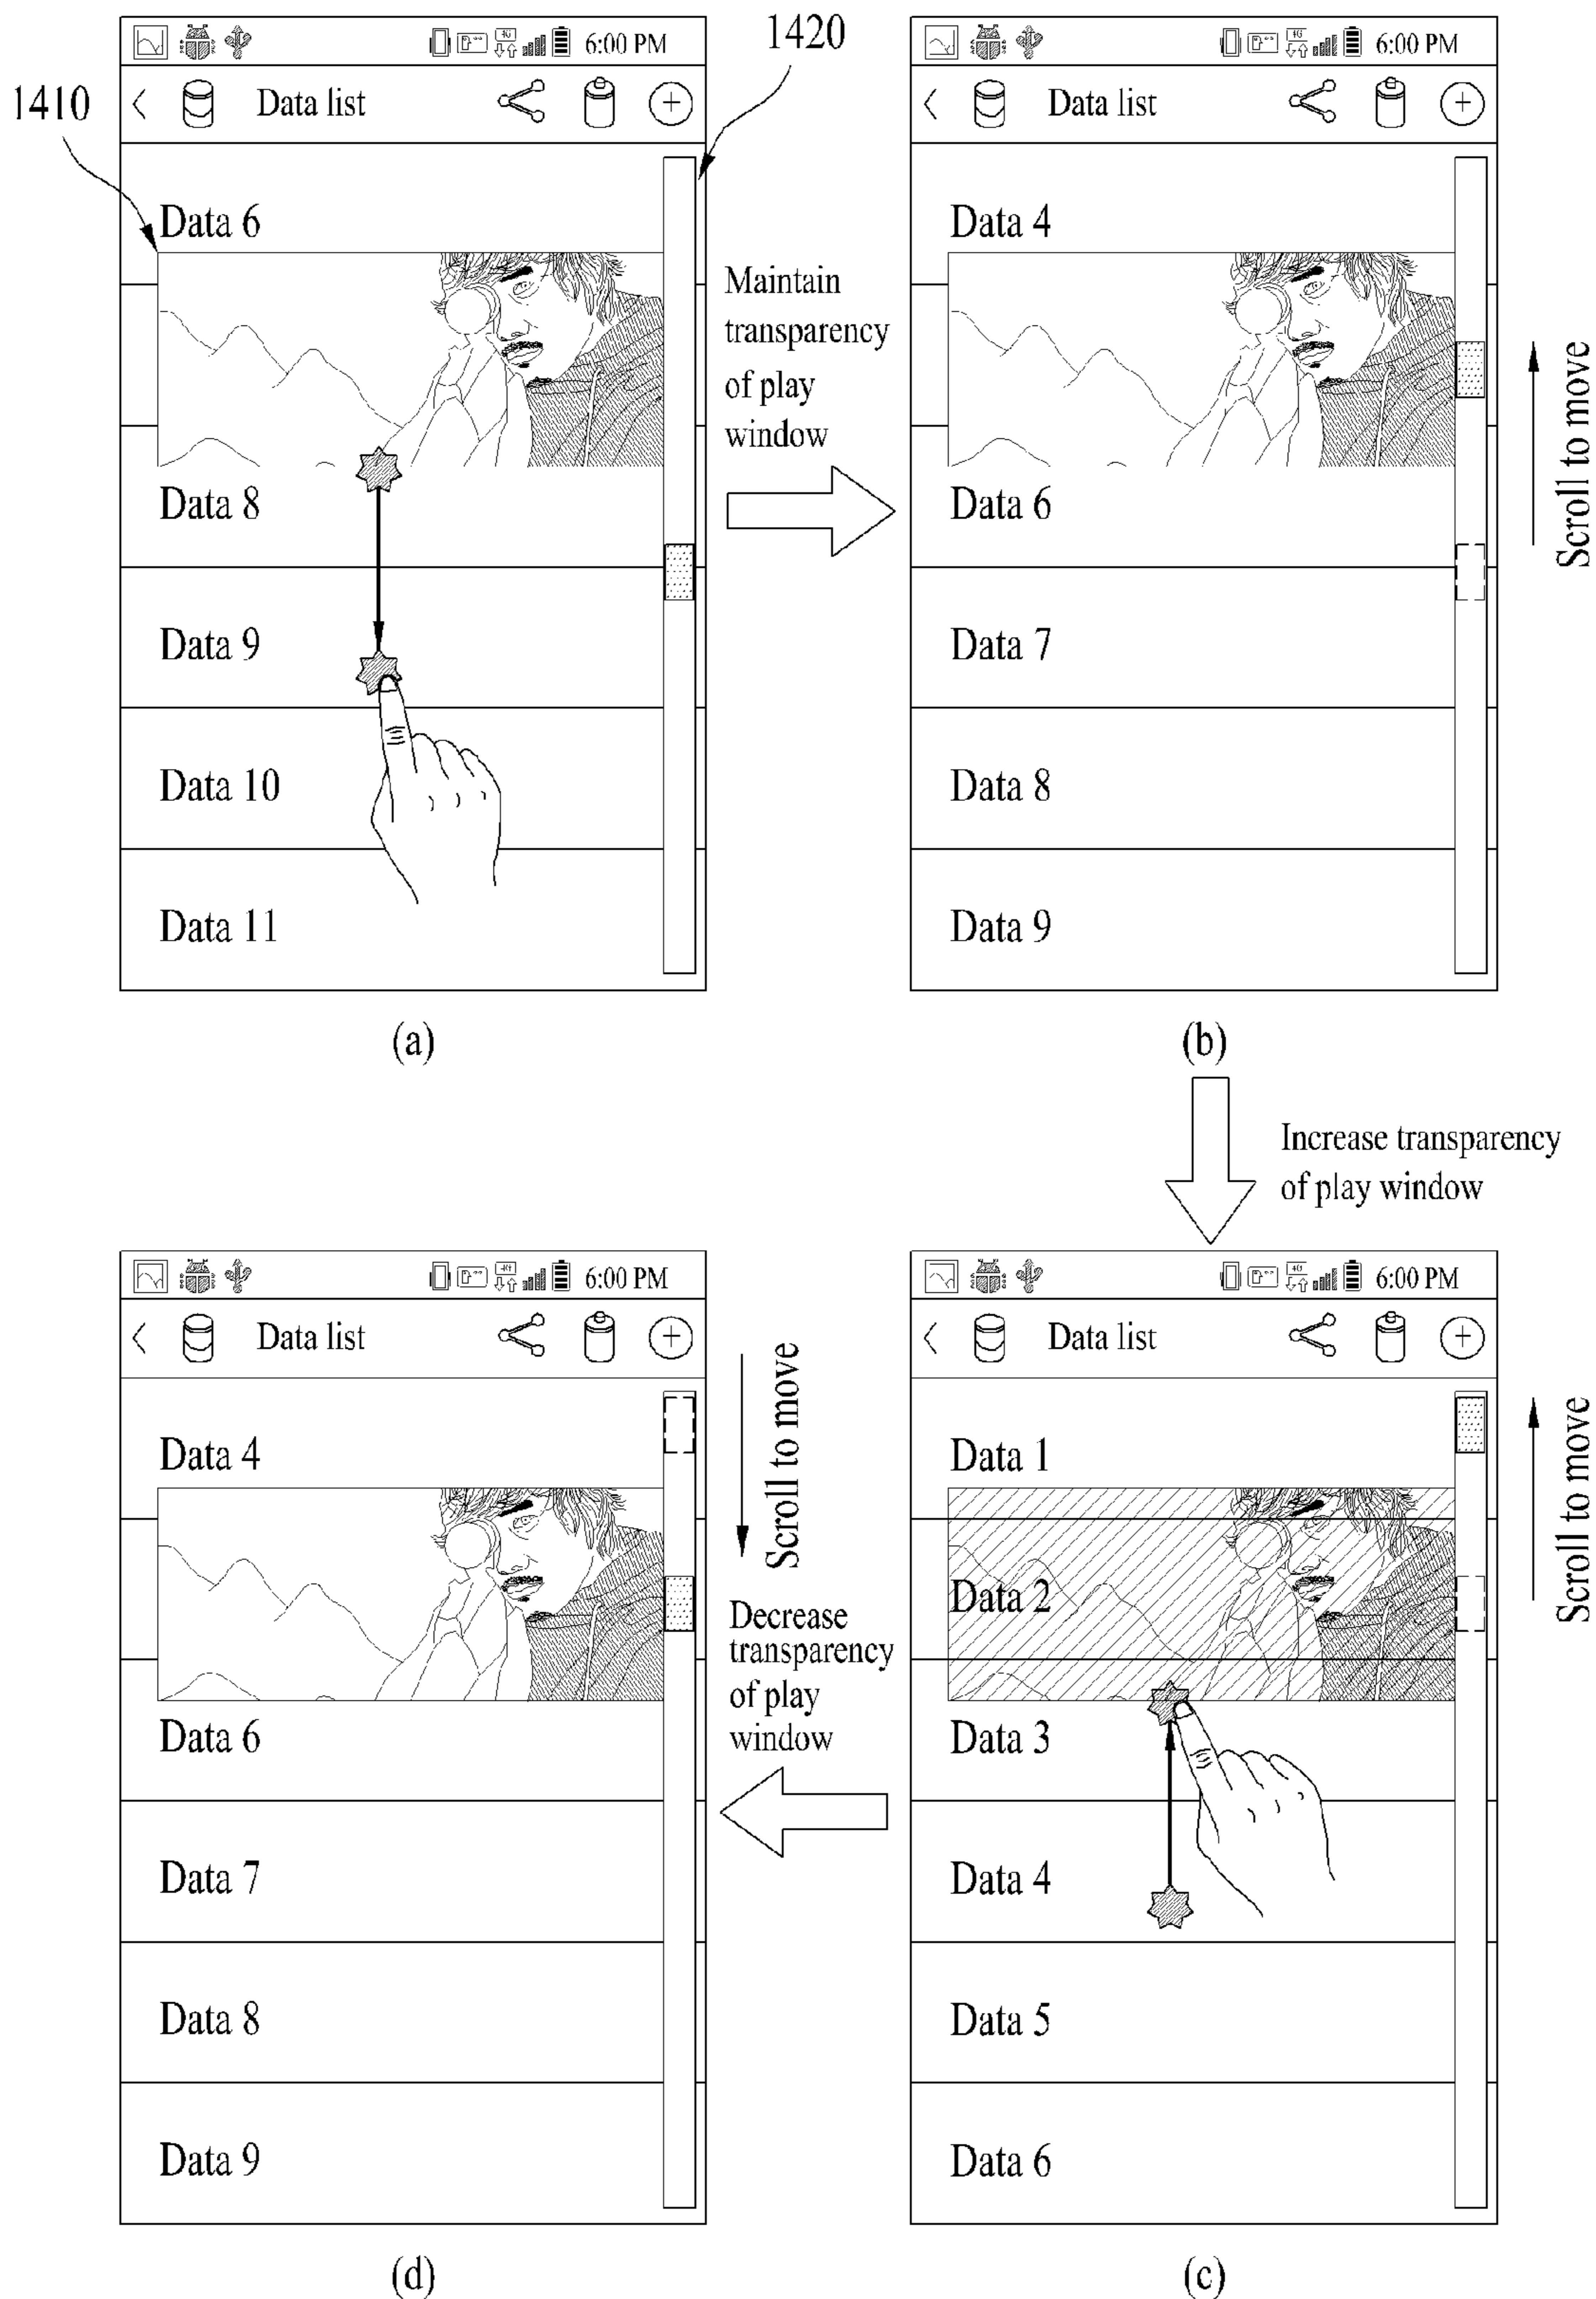 1420
6:00 PM
6:00 PM
1410
Data list
Data list
Data 6
Data 4
Maintain
transparency
of play
window
Scroll to move
Data 8
Data 6
Data 9
Data 7
Data 10
Data 8
Data 11
Data 9
(a)
(b)
Increase transparency
of play window
6:00 PM
6:00 PM
Data list
Data list
Scroll to move
Scroll to move
Data 4
Data 1
Data 2
Decrease
transparency
of play
window
Data 6
Data 3
Data 7
Data 4
Data 8
Data 5
Data 9
Data 6
(d)
(c)